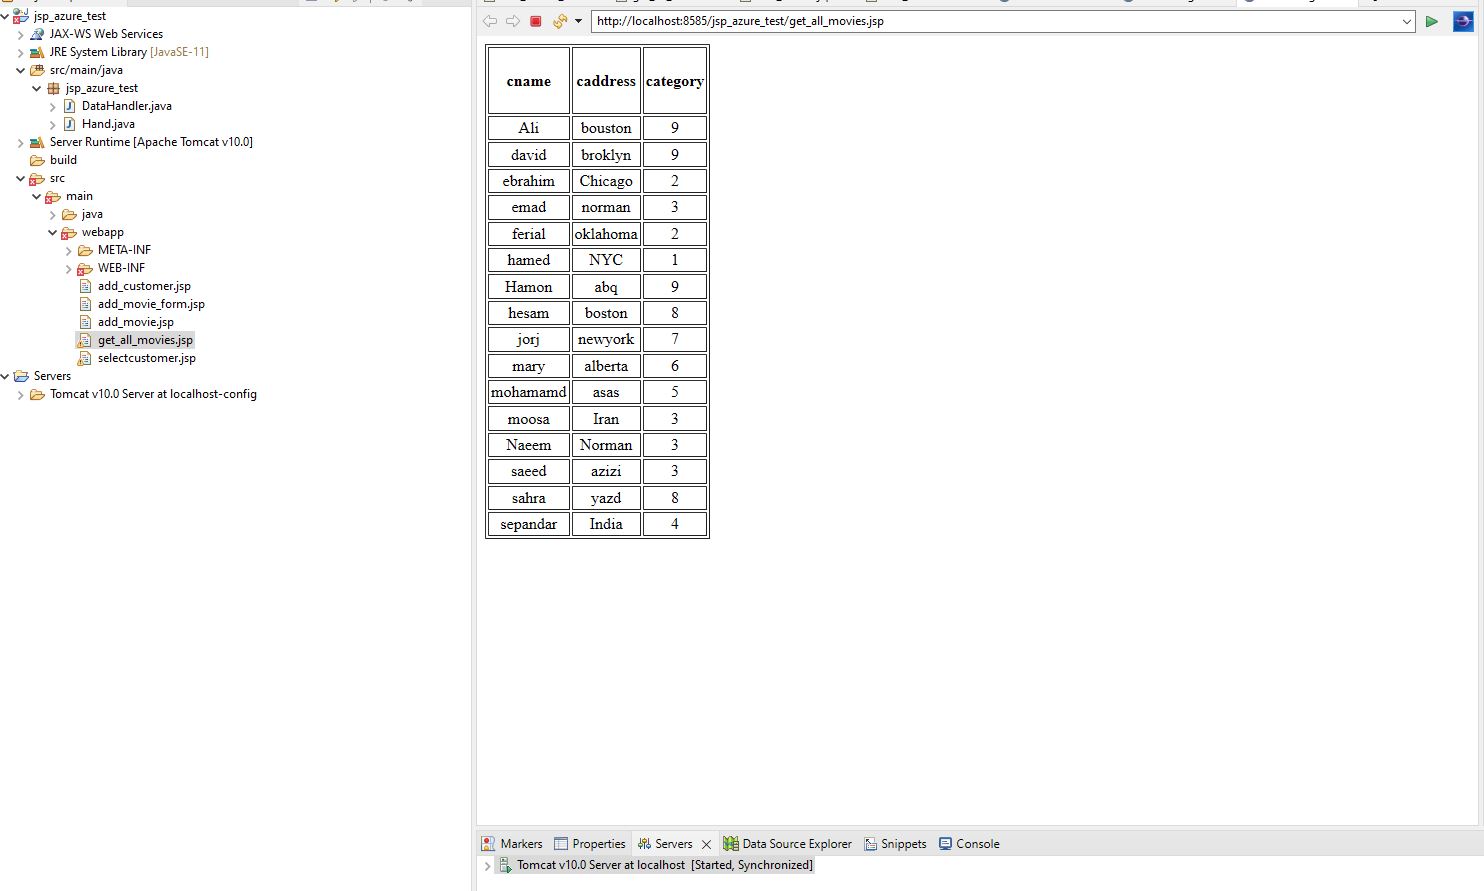 jsp_azure_test
JAX-WS Web Services
JRE System Library [JavaSE-11]
src/main/java
jsp_azure_test
DataHandler.java
Hand.java
Server Runtime [Apache Tomcat v10.0]
build
src
main
java
webapp
META-INF
WEB-INF
add_customer.jsp
add_movie_form.jsp
add_movie.jsp
get_all_movies.jsp
selectcustomer.jsp
Servers
Tomcat v10.0 Server at localhost-config
http://localhost:8585/jsp_azure_test/get_all_movies.jsp
cname caddress category
Ali bouston 9
david broklyn 9
ebrahim Chicago 2
emad norman 3
ferial oklahoma 2
hamed NYC 1
Hamon abq 9
hesam boston 8
jorj newyork 7
mary alberta 6
mohamamd asas 5
moosa Iran 3
Naeem Norman 3
saeed azizi 3
sahra yazd 8
sepandar India 4
Markers Properties Servers Data Source Explorer Snippets Console
Tomcat v10.0 Server at localhost [Started, Synchronized]